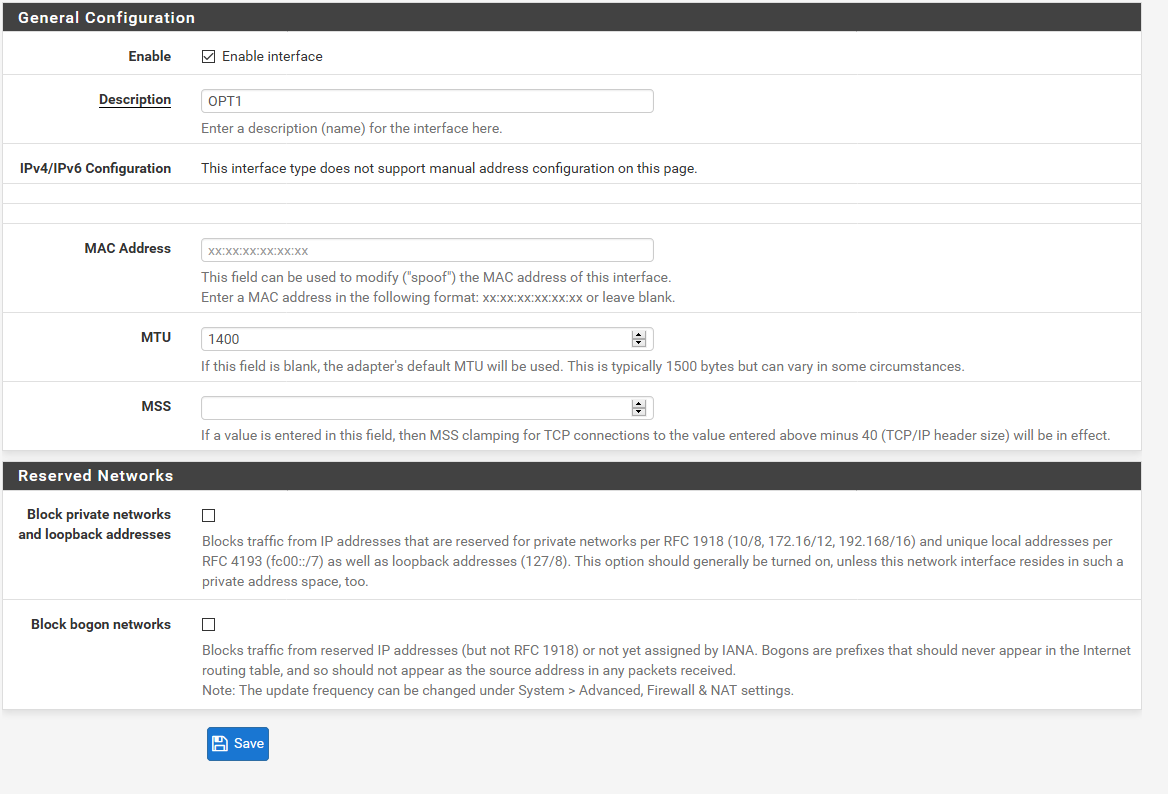 General Configuration
Enable
Enable interface
Description
OPT1
Enter a description (name) for the interface here.
IPv4/IPv6 Configuration
This interface type does not support manual address configuration on this page.
MAC Address
xx:xx:xx:xx:xx:xx
This field can be used to modify ("spoof") the MAC address of this interface.
Enter a MAC address in the following format: xx:xx:xx:xx:xx:xx or leave blank.
MTU
1400
If this field is blank, the adapter's default MTU will be used. This is typically 1500 bytes but can vary in some circumstances.
MSS
If a value is entered in this field, then MSS clamping for TCP connections to the value entered above minus 40 (TCP/IP header size) will be in effect.
Reserved Networks
Block private networks
and loopback addresses
Blocks traffic from IP addresses that are reserved for private networks per RFC 1918 (10/8, 172.16/12, 192.168/16) and unique local addresses per
RFC 4193 (fc00::/7) as well as loopback addresses (127/8). This option should generally be turned on, unless this network interface resides in such a
private address space, too.
Block bogon networks
Blocks traffic from reserved IP addresses (but not RFC 1918) or not yet assigned by IANA. Bogons are prefixes that should never appear in the Internet
routing table, and so should not appear as the source address in any packets received.
Note: The update frequency can be changed under System > Advanced, Firewall & NAT settings.
Save